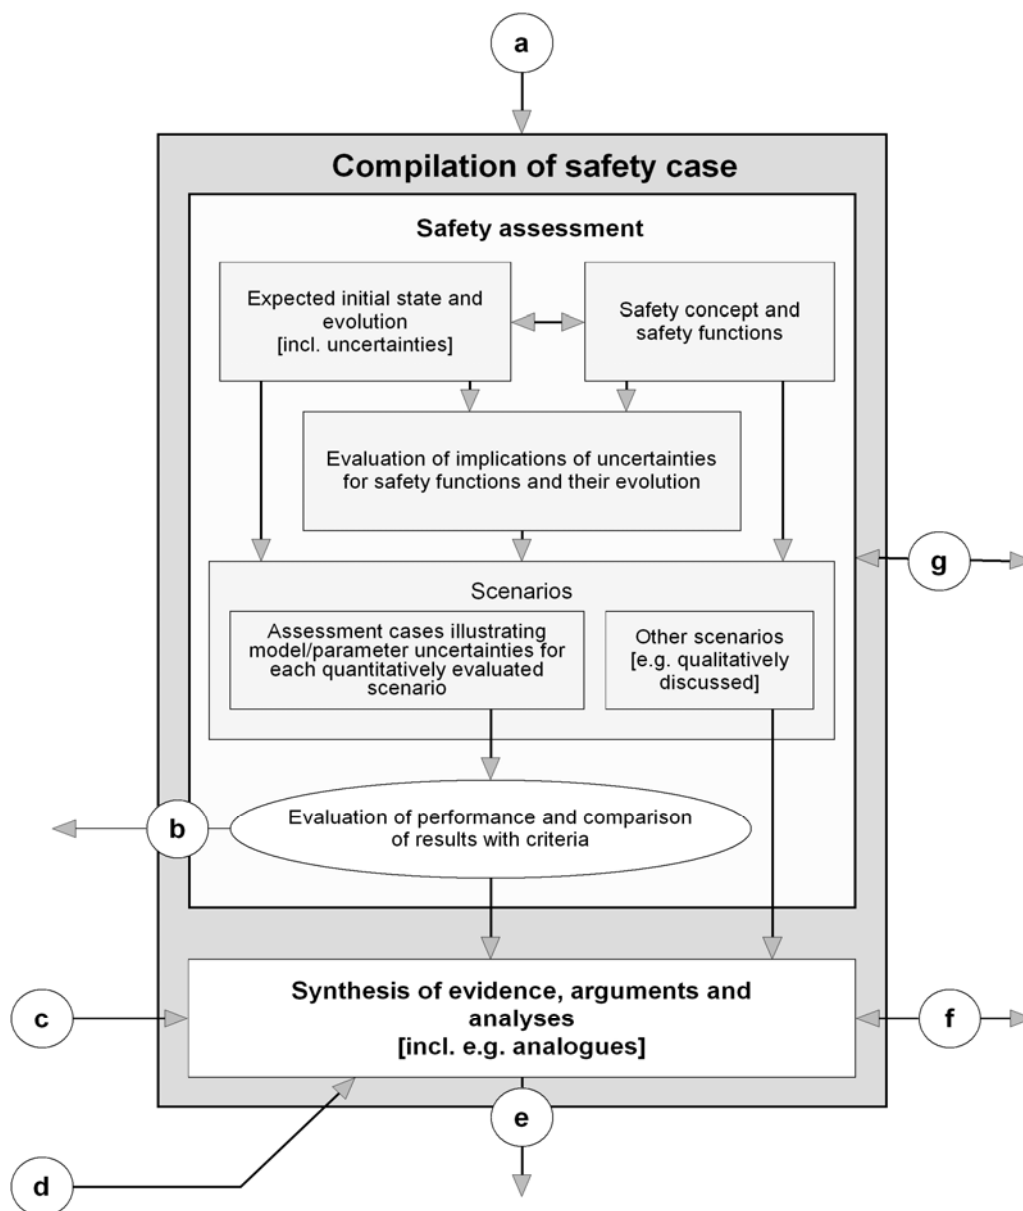 a
Compilation of safety case
Safety assessment
Expected initial state and
evolution
[incl. uncertainties]
Safety concept and
safety functions
Evaluation of implications of uncertainties
for safety functions and their evolution
g
Scenarios
Assessment cases illustrating
model/parameter uncertainties for
each quantitatively evaluated
scenario
Other scenarios
[e.g. qualitatively
discussed]
b
Evaluation of performance and comparison
of results with criteria
c
Synthesis of evidence, arguments and
analyses
[incl. e.g. analogues]
f
e
d